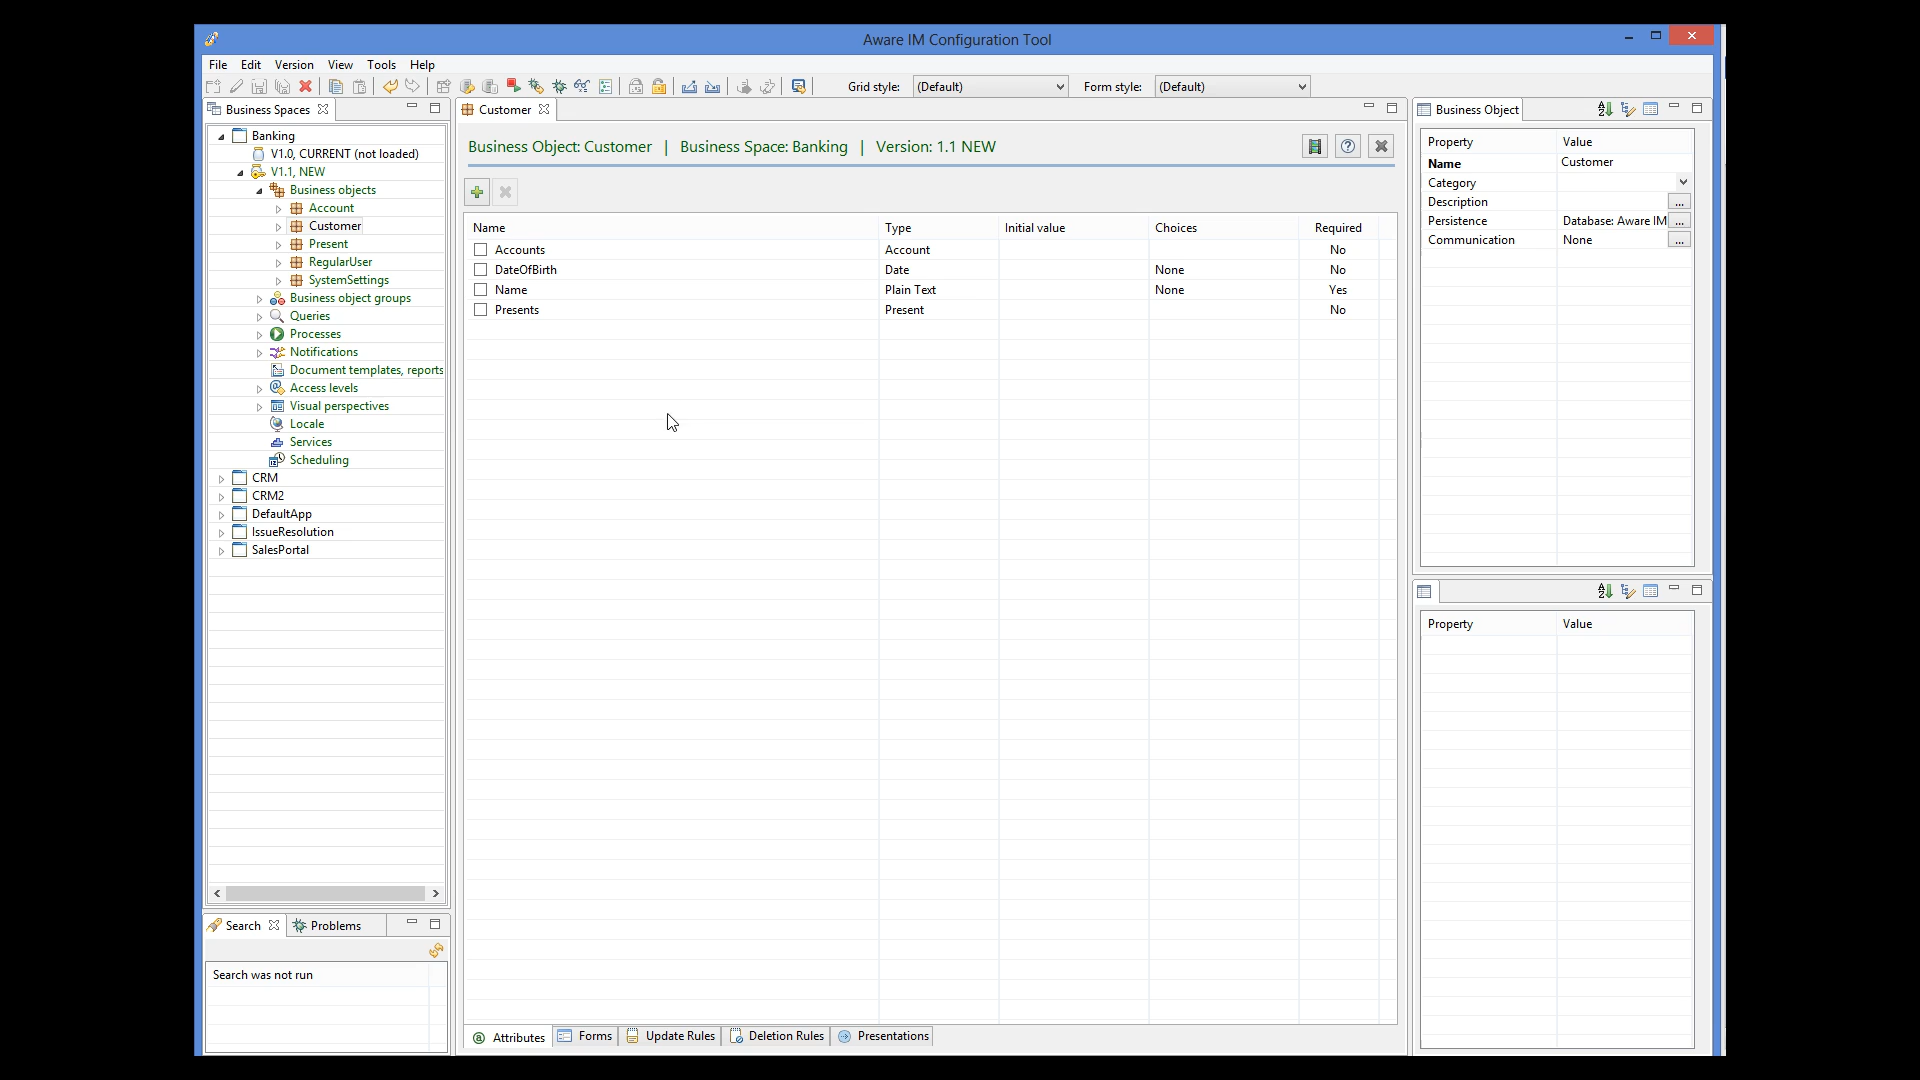 Aware IM Configuration Tool
File Edit Version View Tools Help
Grid style: (Default) Form style: (Default)
Business Spaces
Banking
V1.0, CURRENT (not loaded)
V1.1, NEW
Business objects
Account
Customer
Present
RegularUser
SystemSettings
Business object groups
Queries
Processes
Notifications
Document templates, reports
Access levels
Visual perspectives
Locale
Services
Scheduling
CRM
CRM2
DefaultApp
IssueResolution
SalesPortal
Search Problems
Search was not run
Customer
Business Object: Customer | Business Space: Banking | Version: 1.1 NEW
Name Type Initial value Choices Required
Accounts Account No
DateOfBirth Date None No
Name Plain Text None Yes
Presents Present No
Attributes Forms Update Rules Deletion Rules Presentations
Business Object
Property Value
Name Customer
Category
Description ...
Persistence Database: Aware IM ...
Communication None ...
Property Value